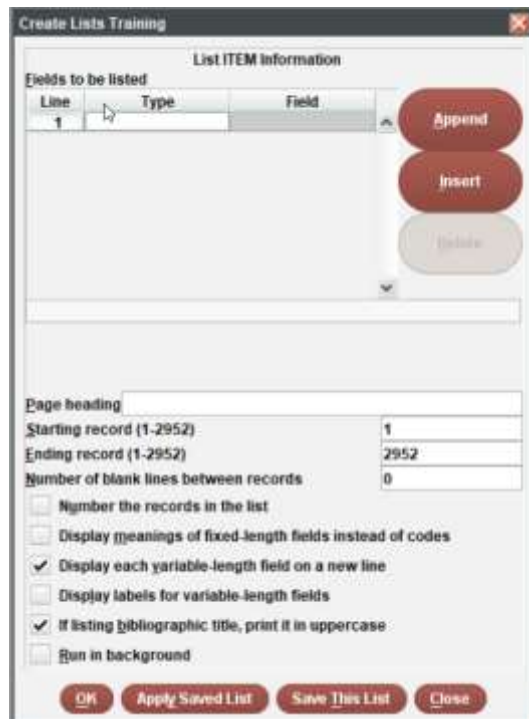 Create Lists Training
List ITEM Information
Fields to be listed
Line Type Field
1
Append
Insert
Delete
Page heading
Starting record (1-2952) 1
Ending record (1-2952) 2952
Number of blank lines between records 0
Number the records in the list
Display meanings of fixed-length fields instead of codes
Display each variable-length field on a new line
Display labels for variable-length fields
If listing bibliographic title, print it in uppercase
Run in background
OK Apply Saved List Save This List Close